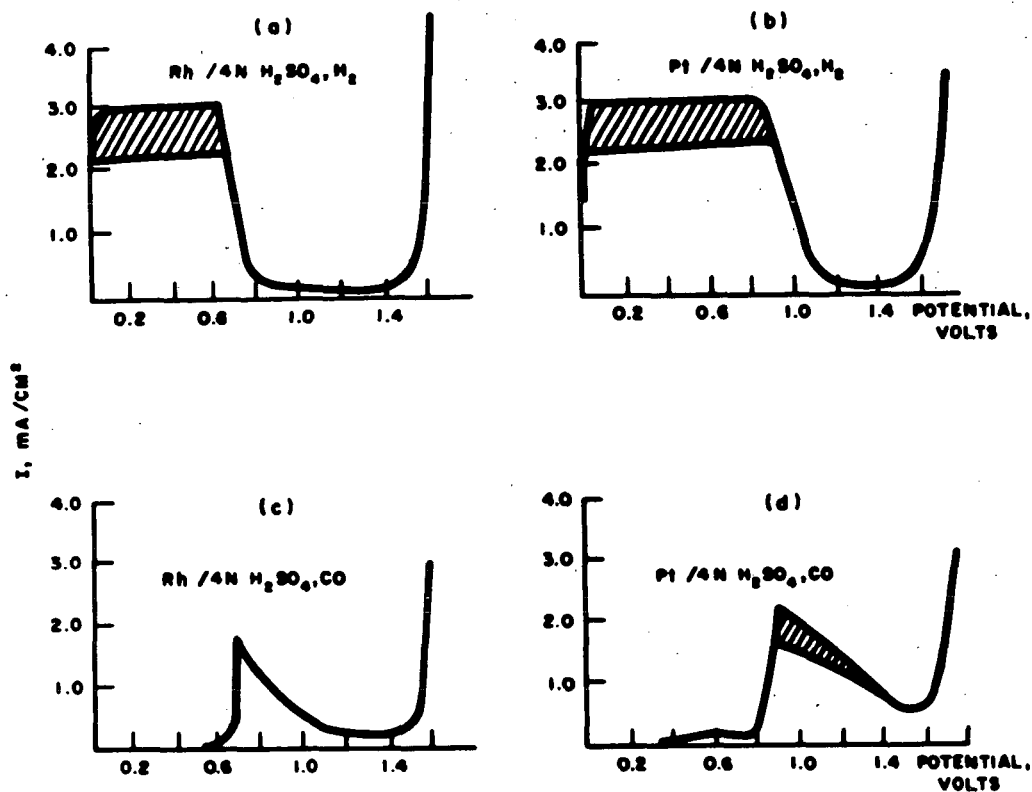 (a)
Rh /4N H₂SO₄, H₂
4.0
3.0
2.0
1.0
0.2 0.6 1.0 1.4
(b)
Pt /4N H₂SO₄, H₂
4.0
3.0
2.0
1.0
0.2 0.6 1.0 1.4 POTENTIAL,
VOLTS
I, mA/CM²
(c)
Rh /4N H₂SO₄, CO
4.0
3.0
2.0
1.0
0.2 0.6 1.0 1.4
(d)
Pt /4N H₂SO₄, CO
4.0
3.0
2.0
1.0
0.2 0.6 1.0 1.4 POTENTIAL,
VOLTS